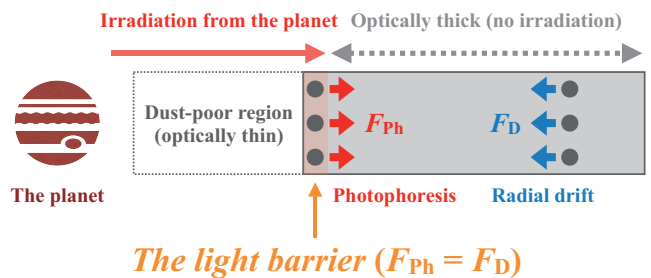 Irradiation from the planet
Optically thick (no irradiation)
Dust-poor region
(optically thin)
F_Ph
F_D
The planet
Photophoresis
Radial drift
The light barrier (F_Ph = F_D)